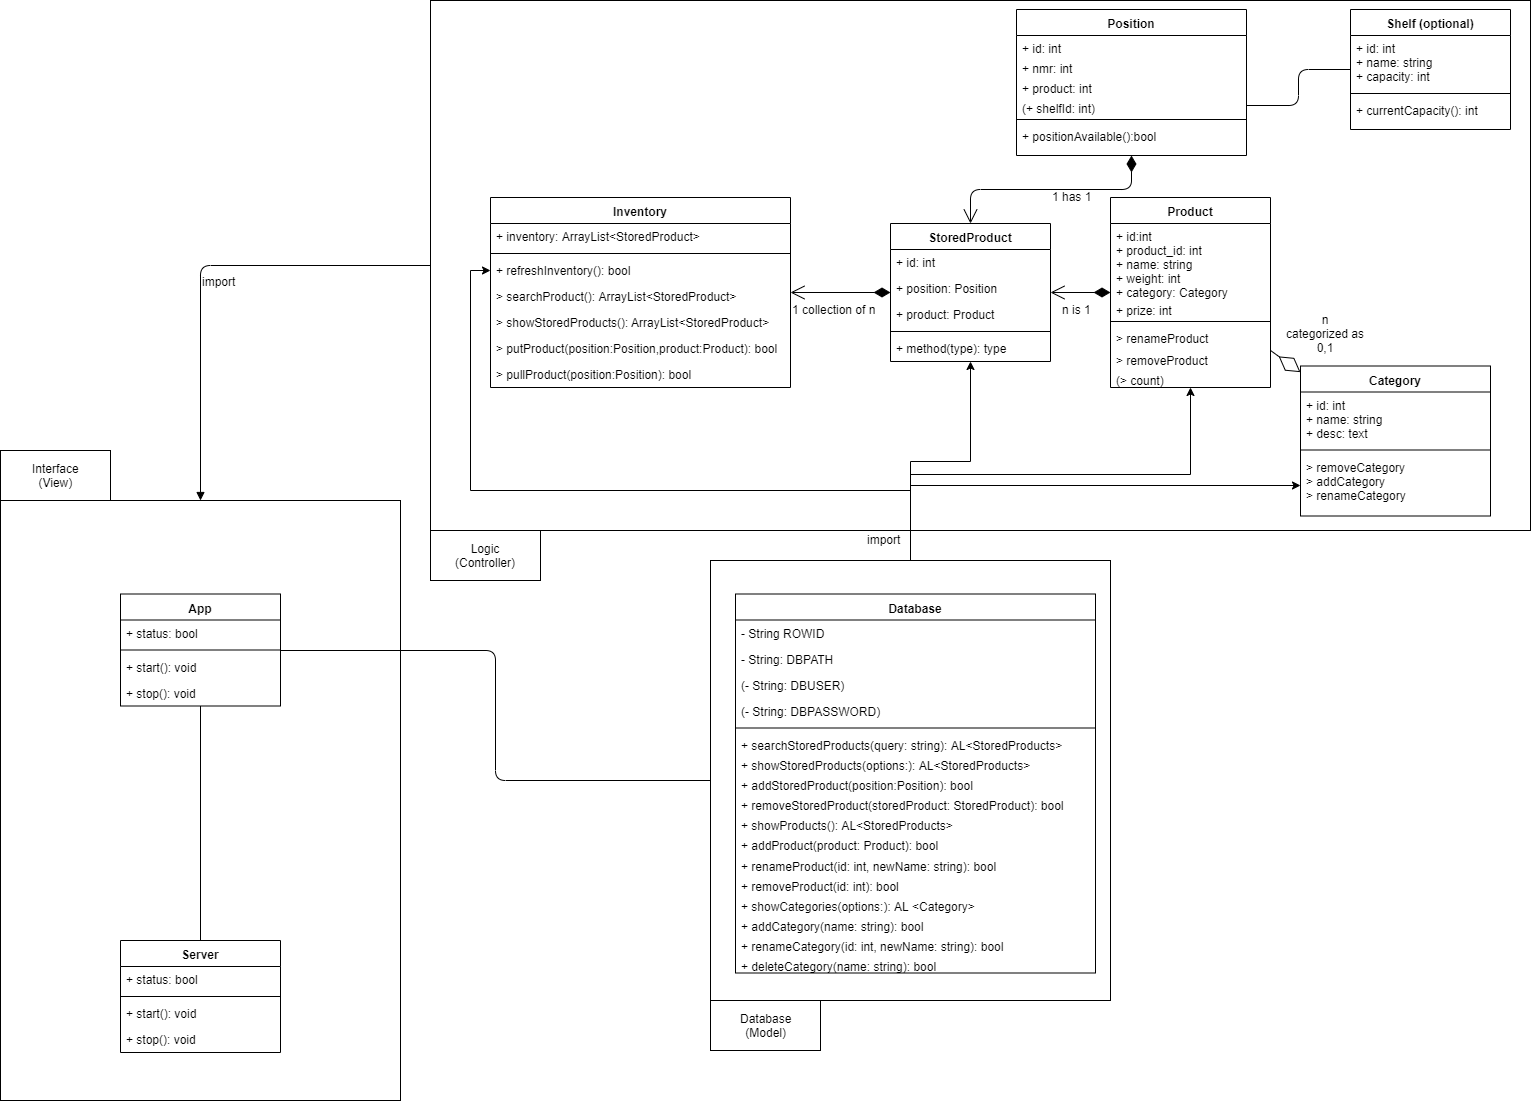 Position
+ id: int
+ nmr: int
+ product: int
(+ shelfId: int)
+ positionAvailable():bool
Shelf (optional)
+ id: int
+ name: string
+ capacity: int
+ currentCapacity(): int
1 has 1
Inventory
+ inventory: ArrayList<StoredProduct>
+ refreshInventory(): bool
> searchProduct(): ArrayList<StoredProduct>
> showStoredProducts(): ArrayList<StoredProduct>
> putProduct(position:Position,product:Product): bool
> pullProduct(position:Position): bool
1 collection of n
StoredProduct
+ id: int
+ position: Position
+ product: Product
+ method(type): type
n is 1
Product
+ id:int
+ product_id: int
+ name: string
+ weight: int
+ category: Category
+ prize: int
> renameProduct
> removeProduct
(> count)
n
categorized as
0,1
Category
+ id: int
+ name: string
+ desc: text
> removeCategory
> addCategory
> renameCategory
import
Interface
(View)
Logic
(Controller)
import
App
+ status: bool
+ start(): void
+ stop(): void
Server
+ status: bool
+ start(): void
+ stop(): void
Database
- String ROWID
- String: DBPATH
(- String: DBUSER)
(- String: DBPASSWORD)
+ searchStoredProducts(query: string): AL<StoredProducts>
+ showStoredProducts(options:): AL<StoredProducts>
+ addStoredProduct(position:Position): bool
+ removeStoredProduct(storedProduct: StoredProduct): bool
+ showProducts(): AL<StoredProducts>
+ addProduct(product: Product): bool
+ renameProduct(id: int, newName: string): bool
+ removeProduct(id: int): bool
+ showCategories(options:): AL <Category>
+ addCategory(name: string): bool
+ renameCategory(id: int, newName: string): bool
+ deleteCategory(name: string): bool
Database
(Model)